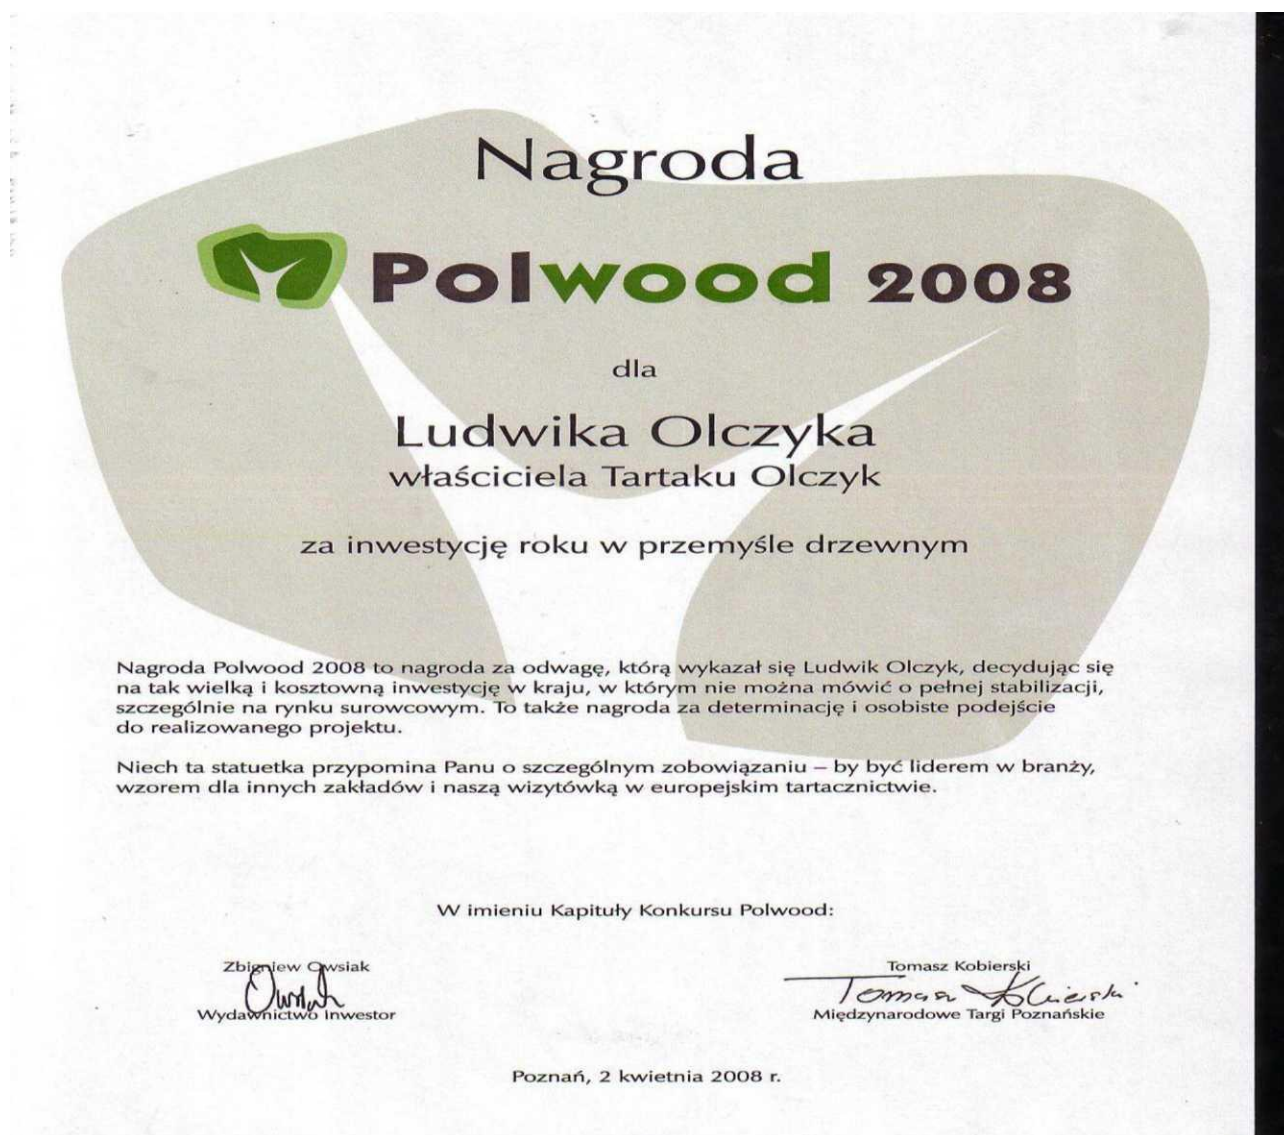 Nagroda
Polwood 2008
dla
Ludwika Olczyka
właściciela Tartaku Olczyk
za inwestycję roku w przemyśle drzewnym
Nagroda Polwood 2008 to nagroda za odwagę, którą wykazał się Ludwik Olczyk, decydując się
na tak wielką i kosztowną inwestycję w kraju, w którym nie można mówić o pełnej stabilizacji,
szczególnie na rynku surowcowym. To także nagroda za determinację i osobiste podejście
do realizowanego projektu.
Niech ta statuetka przypomina Panu o szczególnym zobowiązaniu – by być liderem w branży,
wzorem dla innych zakładów i naszą wizytówką w europejskim tartacznictwie.
W imieniu Kapituły Konkursu Polwood:
Zbigniew Owsiak
Wydawnictwo Inwestor
Tomasz Kobierski
Tomasz Kobierski
Międzynarodowe Targi Poznańskie
Poznań, 2 kwietnia 2008 r.